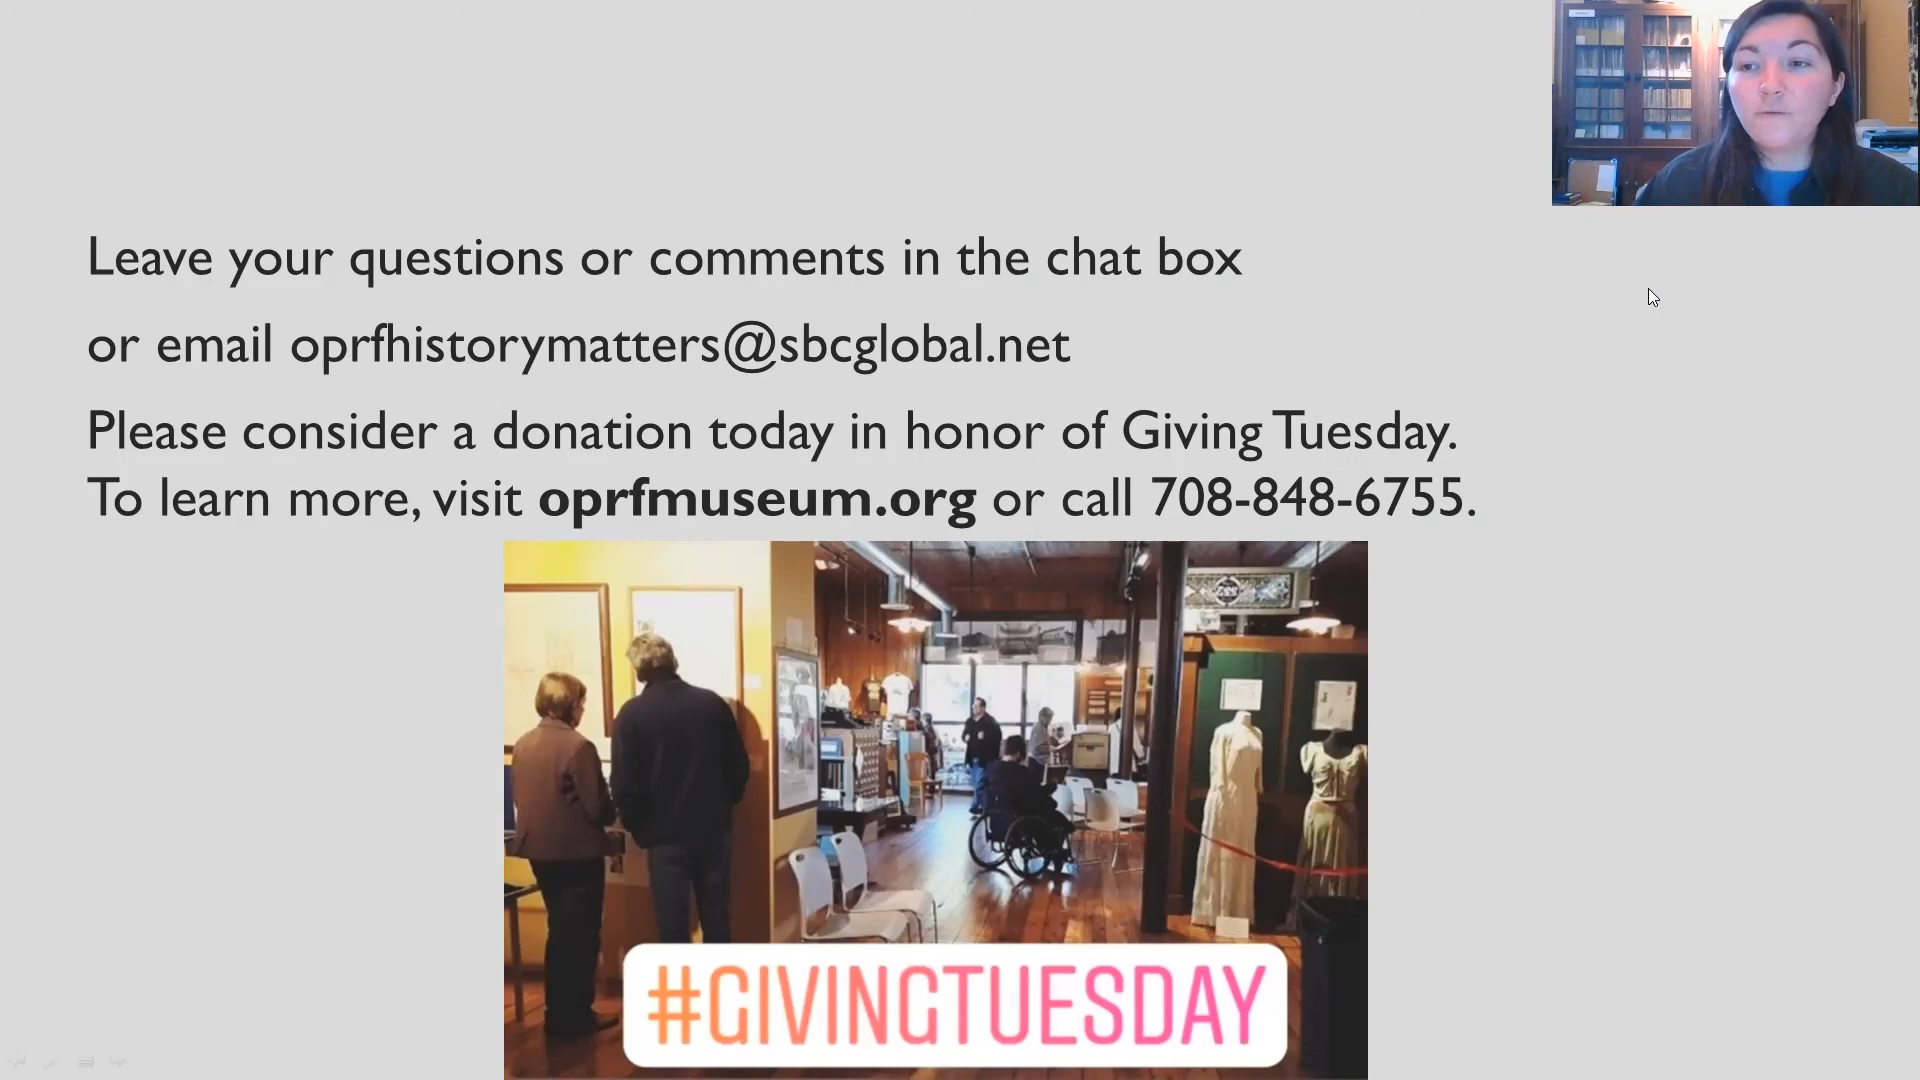 Leave your questions or comments in the chat box
or email oprfhistorymatters@sbcglobal.net
Please consider a donation today in honor of Giving Tuesday.
To learn more, visit oprfmuseum.org or call 708-848-6755.
#GIVINGTUESDAY